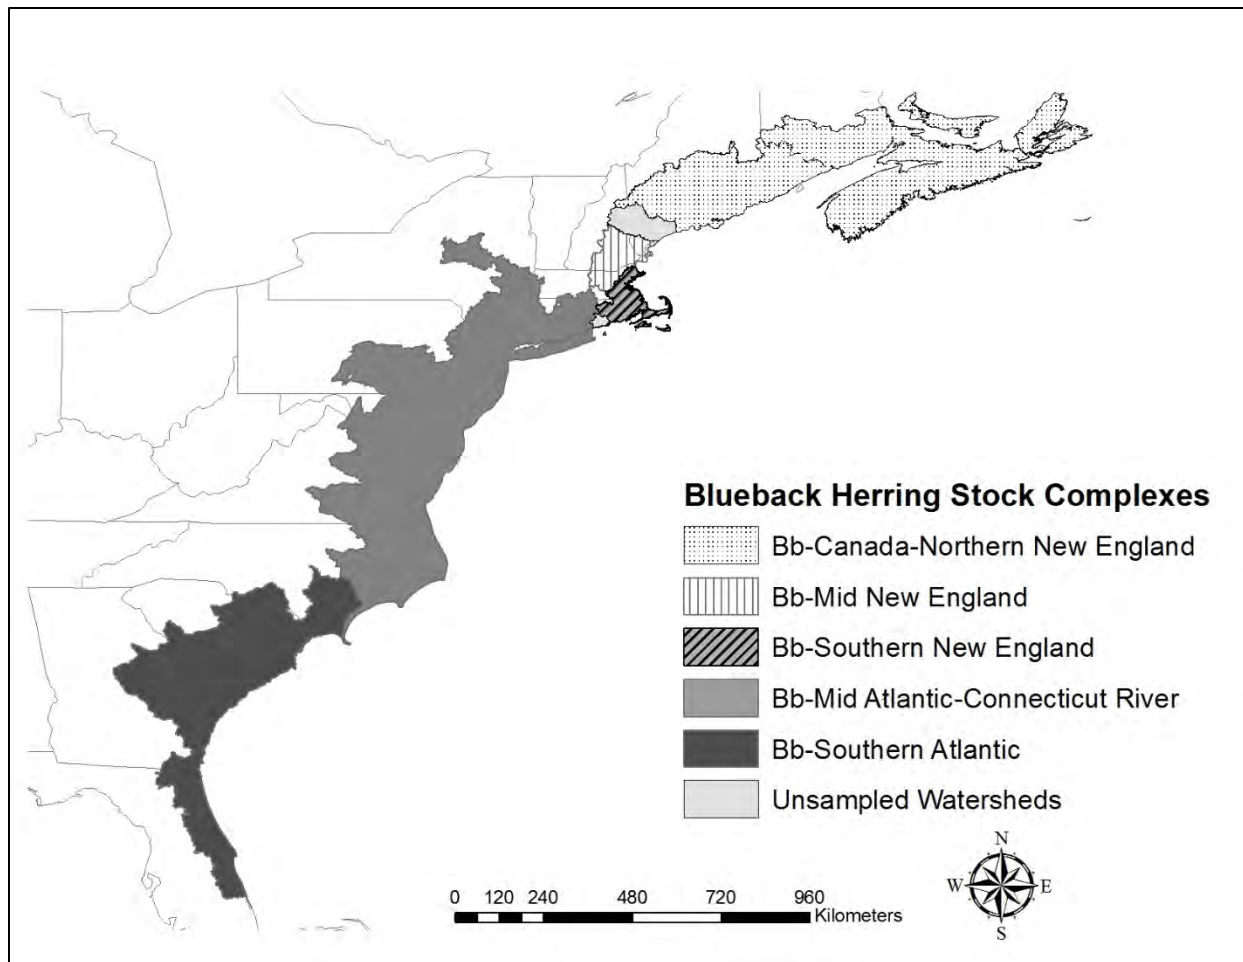 Blueback Herring Stock Complexes
Bb-Canada-Northern New England
Bb-Mid New England
Bb-Southern New England
Bb-Mid Atlantic-Connecticut River
Bb-Southern Atlantic
Unsampled Watersheds
N
W E
S
0 120 240 480 720 960
Kilometers